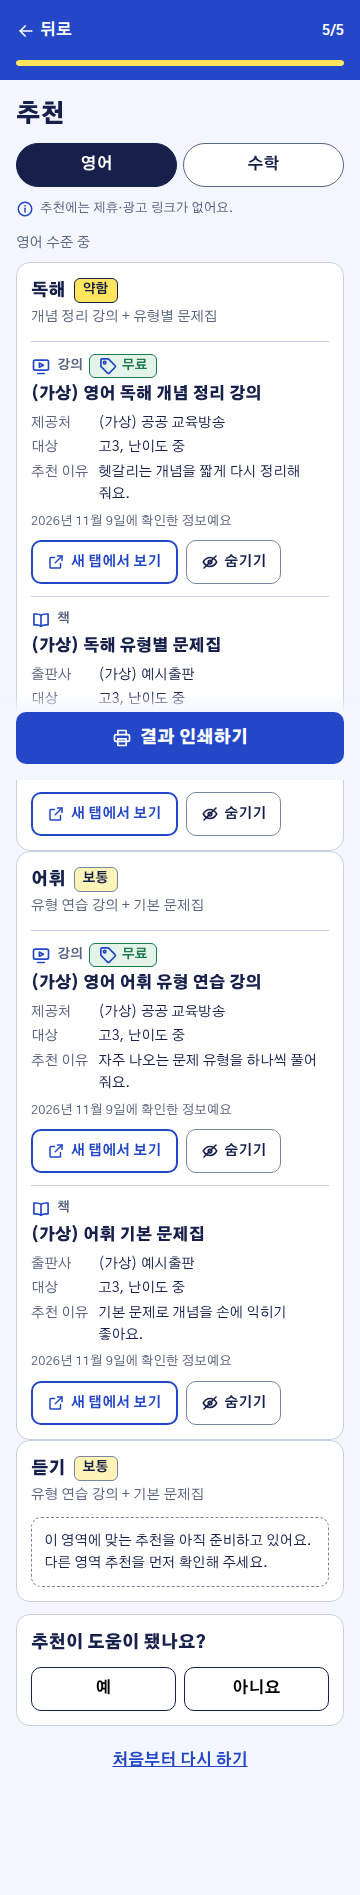 뒤로
5/5
추천
영어
수학
추천에는 제휴·광고 링크가 없어요.
영어 수준 중
독해 약함
개념 정리 강의 + 유형별 문제집
강의 무료
(가상) 영어 독해 개념 정리 강의
제공처 (가상) 공공 교육방송
대상 고3, 난이도 중
추천 이유 헷갈리는 개념을 짧게 다시 정리해
줘요.
2026년 11월 9일에 확인한 정보예요
새 탭에서 보기 숨기기
책
(가상) 독해 유형별 문제집
출판사 (가상) 예시출판
대상 고3, 난이도 중
결과 인쇄하기
새 탭에서 보기 숨기기
어휘 보통
유형 연습 강의 + 기본 문제집
강의 무료
(가상) 영어 어휘 유형 연습 강의
제공처 (가상) 공공 교육방송
대상 고3, 난이도 중
추천 이유 자주 나오는 문제 유형을 하나씩 풀어
줘요.
2026년 11월 9일에 확인한 정보예요
새 탭에서 보기 숨기기
책
(가상) 어휘 기본 문제집
출판사 (가상) 예시출판
대상 고3, 난이도 중
추천 이유 기본 문제로 개념을 손에 익히기
좋아요.
2026년 11월 9일에 확인한 정보예요
새 탭에서 보기 숨기기
듣기 보통
유형 연습 강의 + 기본 문제집
이 영역에 맞는 추천을 아직 준비하고 있어요.
다른 영역 추천을 먼저 확인해 주세요.
추천이 도움이 됐나요?
예 아니요
처음부터 다시 하기